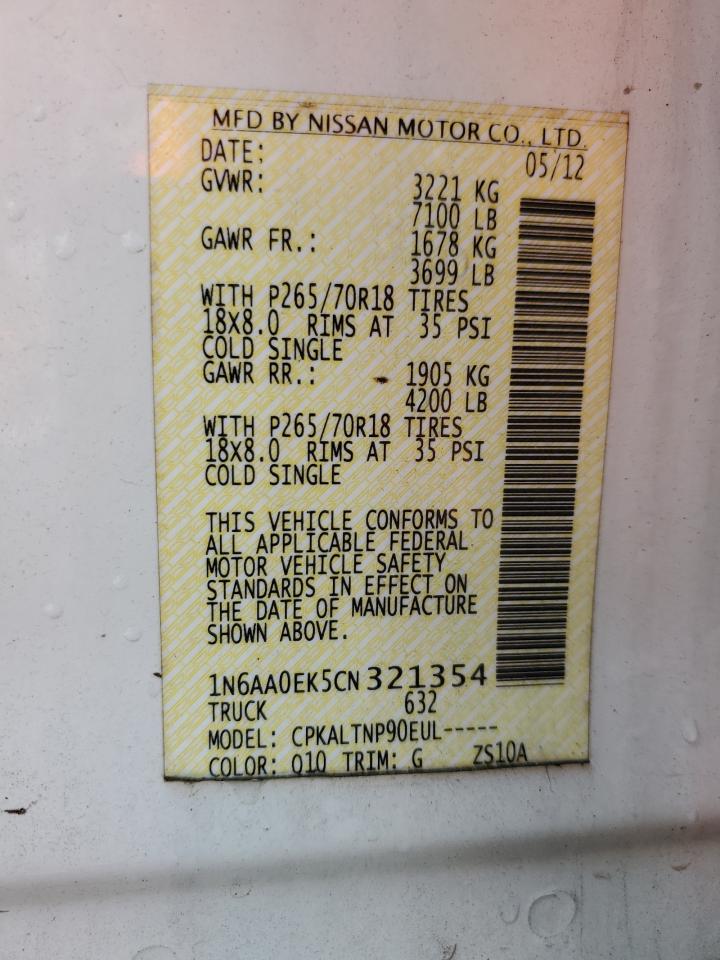 MFD BY NISSAN MOTOR CO., LTD.
DATE: 05/12
GVWR: 3221 KG
7100 LB
GAWR FR.: 1678 KG
3699 LB
WITH P265/70R18 TIRES
18X8.0 RIMS AT 35 PSI
COLD SINGLE
GAWR RR.: 1905 KG
4200 LB
WITH P265/70R18 TIRES
18X8.0 RIMS AT 35 PSI
COLD SINGLE
THIS VEHICLE CONFORMS TO
ALL APPLICABLE FEDERAL
MOTOR VEHICLE SAFETY
STANDARDS IN EFFECT ON
THE DATE OF MANUFACTURE
SHOWN ABOVE.
1N6AA0EK5CN321354
TRUCK 632
MODEL: CPKALTNP90EUL-----
COLOR: Q10 TRIM: G ZS10A